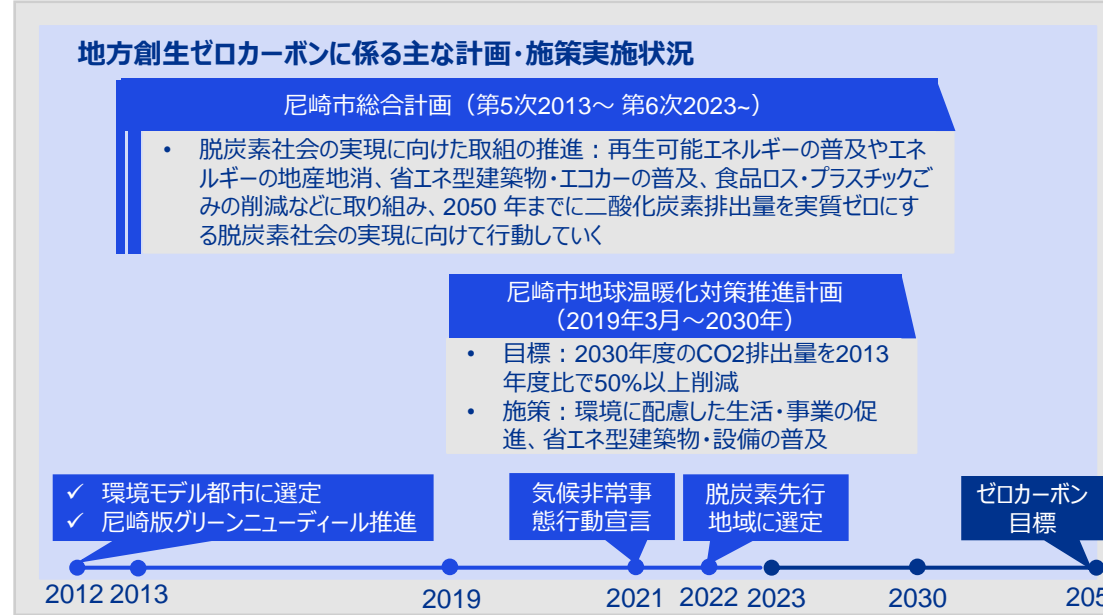 地方創生ゼロカーボンに係る主な計画・施策実施状況
尼崎市総合計画（第5次2013～ 第6次2023~）
• 脱炭素社会の実現に向けた取組の推進：再生可能エネルギーの普及やエネ
ルギーの地産地消、省エネ型建築物・エコカーの普及、食品ロス・プラスチックご
みの削減などに取り組み、2050 年までに二酸化炭素排出量を実質ゼロにす
る脱炭素社会の実現に向けて行動していく
尼崎市地球温暖化対策推進計画
（2019年3月～2030年）
• 目標：2030年度のCO2排出量を2013
年度比で50%以上削減
• 施策：環境に配慮した生活・事業の促
進、省エネ型建築物・設備の普及
✓ 環境モデル都市に選定
✓ 尼崎版グリーンニューディール推進
気候非常事
態行動宣言
脱炭素先行
地域に選定
ゼロカーボン
目標
2012 2013 2019 2021 2022 2023 2030 205